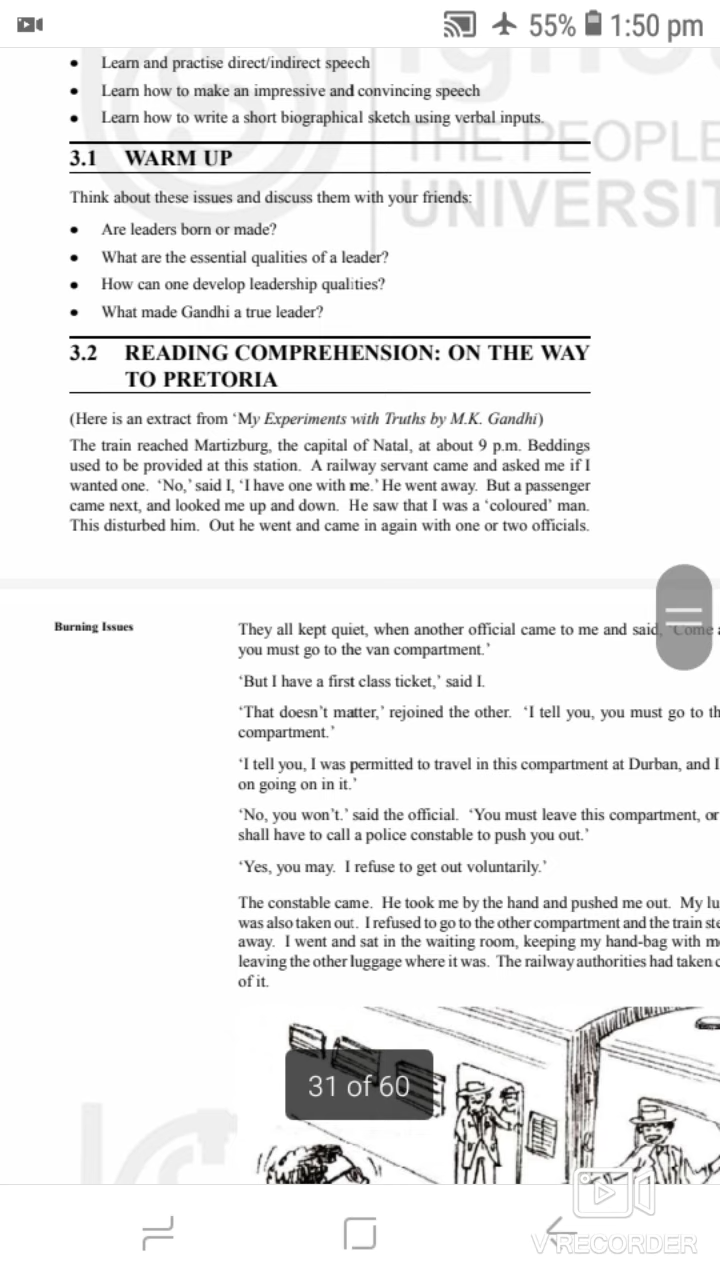 55% 1:50 pm
• Learn and practise direct/indirect speech
• Learn how to make an impressive and convincing speech
• Learn how to write a short biographical sketch using verbal inputs.
THE PEOPLE
UNIVERSIT
3.1 WARM UP
Think about these issues and discuss them with your friends:
• Are leaders born or made?
• What are the essential qualities of a leader?
• How can one develop leadership qualities?
• What made Gandhi a true leader?
3.2 READING COMPREHENSION: ON THE WAY
TO PRETORIA
(Here is an extract from ‘My Experiments with Truths by M.K. Gandhi)
The train reached Martizburg, the capital of Natal, at about 9 p.m. Beddings
used to be provided at this station. A railway servant came and asked me if I
wanted one. ‘No,’ said I, ‘I have one with me.’ He went away. But a passenger
came next, and looked me up and down. He saw that I was a ‘coloured’ man.
This disturbed him. Out he went and came in again with one or two officials.
Burning Issues
They all kept quiet, when another official came to me and said, ‘Come a
you must go to the van compartment.’
‘But I have a first class ticket,’ said I.
‘That doesn’t matter,’ rejoined the other. ‘I tell you, you must go to th
compartment.’
‘I tell you, I was permitted to travel in this compartment at Durban, and I
on going on in it.’
‘No, you won’t.’ said the official. ‘You must leave this compartment, or
shall have to call a police constable to push you out.’
‘Yes, you may. I refuse to get out voluntarily.’
The constable came. He took me by the hand and pushed me out. My lu
was also taken out. I refused to go to the other compartment and the train ste
away. I went and sat in the waiting room, keeping my hand-bag with m
leaving the other luggage where it was. The railway authorities had taken c
of it.
31 of 60
V RECORDER